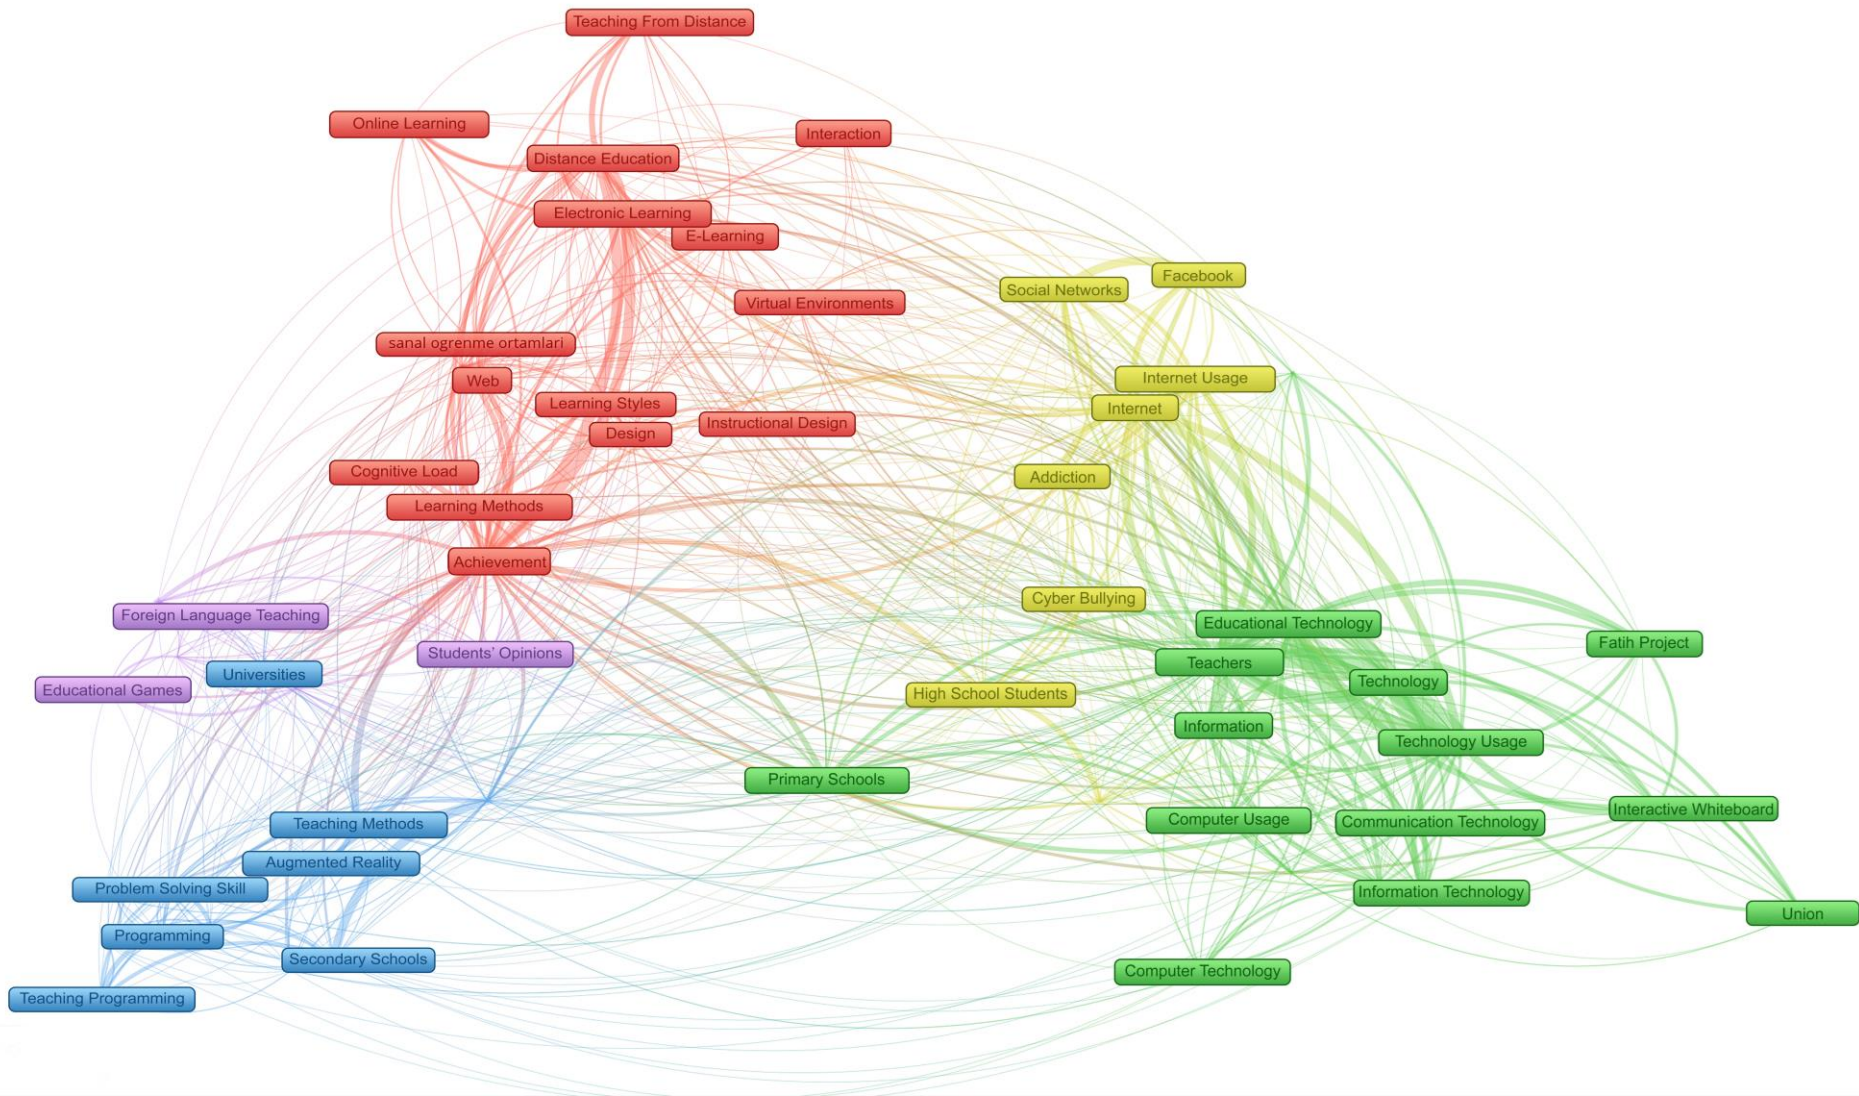 Teaching From Distance
Online Learning
Interaction
Distance Education
Electronic Learning
E-Learning
Facebook
Social Networks
Virtual Environments
sanal ogrenme ortamlari
Web
Internet Usage
Learning Styles
Internet
Instructional Design
Design
Cognitive Load
Addiction
Learning Methods
Achievement
Cyber Bullying
Foreign Language Teaching
Educational Technology
Fatih Project
Students' Opinions
Teachers
Universities
Technology
Educational Games
High School Students
Information
Technology Usage
Primary Schools
Interactive Whiteboard
Computer Usage
Communication Technology
Teaching Methods
Augmented Reality
Problem Solving Skill
Information Technology
Union
Programming
Secondary Schools
Computer Technology
Teaching Programming